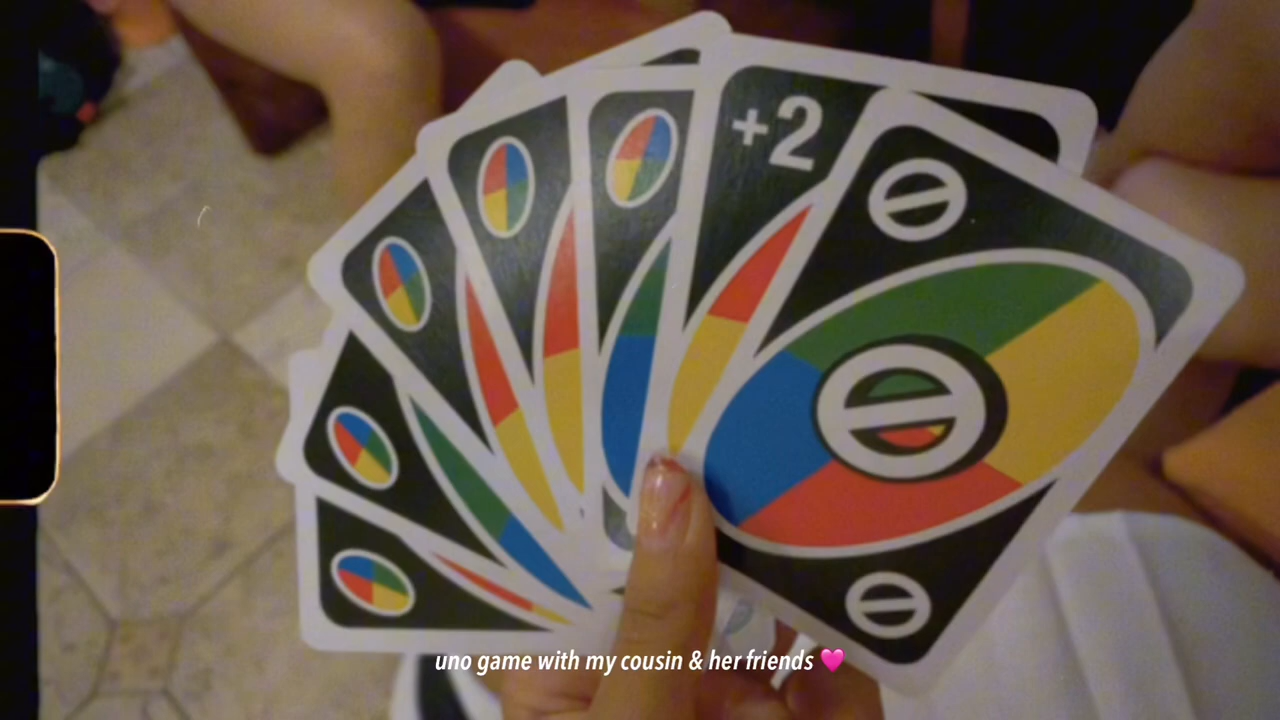 +2
uno game with my cousin & her friends 🩷